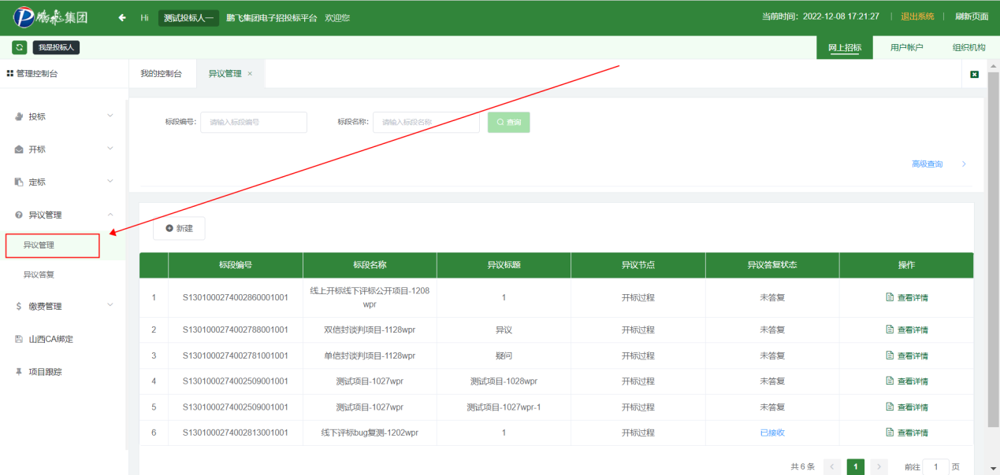 鹏飞集团
Hi 测试投标人一 鹏飞集团电子招投标平台 欢迎您
当前时间：2022-12-08 17:21:27 退出系统 刷新页面
我是投标人
网上招标 用户帐户 组织机构
管理控制台
我的控制台 异议管理 ×
投标
开标
定标
异议管理
异议管理
异议答复
缴费管理
山西CA绑定
项目跟踪
标段编号: 请输入标段编号 标段名称: 请输入标段名称 查询
高级查询
新建
标段编号 标段名称 异议标题 异议节点 异议答复状态 操作
1 S1301000274002860001001 线上开标线下评标公开项目-1208wpr 1 开标过程 未答复 查看详情
2 S1301000274002788001001 双信封谈判项目-1128wpr 异议 开标过程 未答复 查看详情
3 S1301000274002781001001 单信封谈判项目-1128wpr 疑问 开标过程 未答复 查看详情
4 S1301000274002509001001 测试项目-1027wpr 测试项目-1028wpr 开标过程 未答复 查看详情
5 S1301000274002509001001 测试项目-1027wpr 测试项目-1027wpr-1 开标过程 未答复 查看详情
6 S1301000274002813001001 线下评标bug复测-1202wpr 1 开标过程 已接收 查看详情
共 6 条 1 前往 1 页